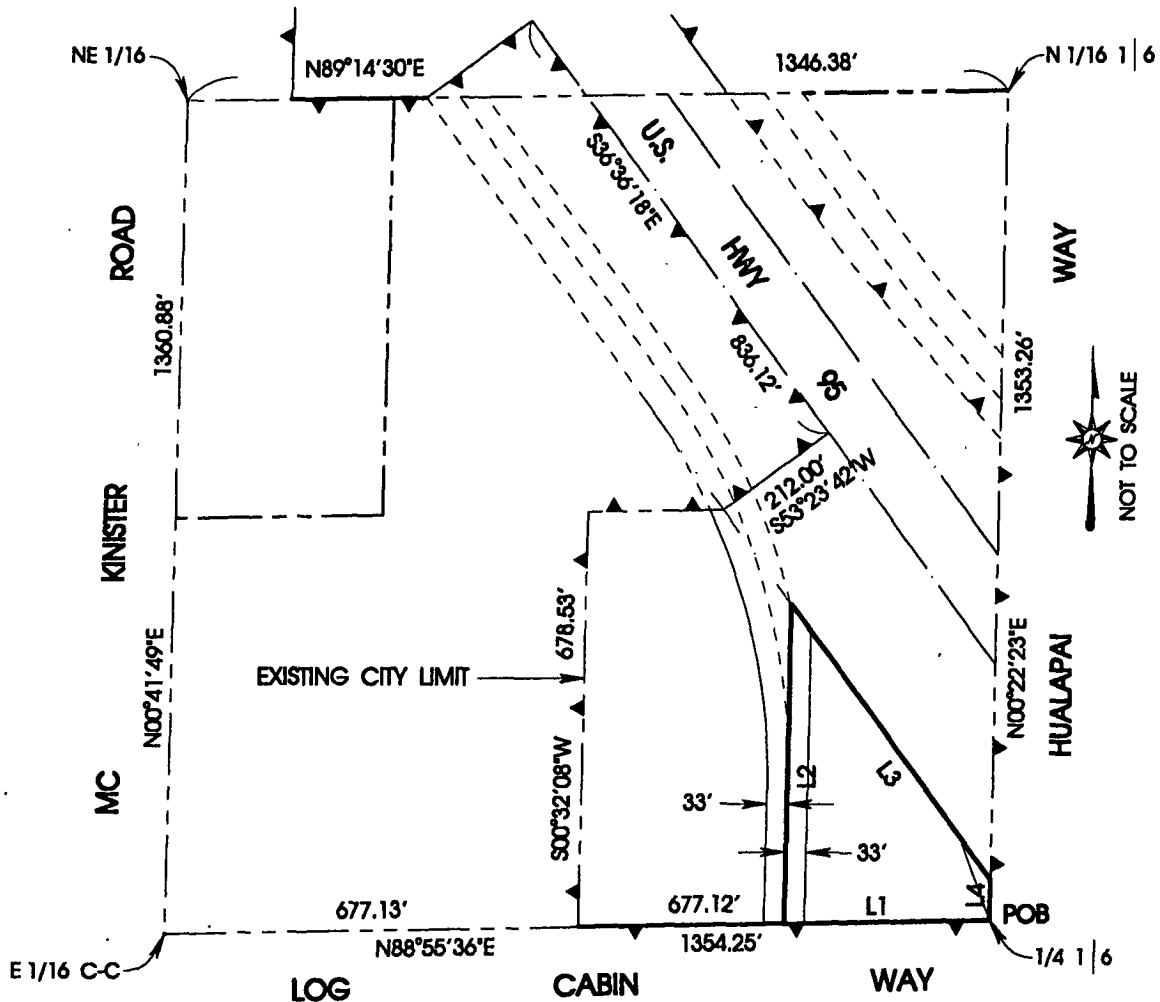 NE 1/16
N89°14'30"E
1346.38'
N 1/16 1|6
U.S.
S36°36'18"E
ROAD
HWY
WAY
1360.88'
836.12'
95
1353.26'
N
NOT TO SCALE
212.00'
S53°23'42"W
KINISTER
678.53'
EXISTING CITY LIMIT
N00°41'49"E
N00°22'23"E
HUALAPAI
MC
S00°32'08"W
33'
L2
L3
33'
677.13'
677.12'
L1
L4
POB
E 1/16 C-C
N88°55'36"E
1354.25'
1/4 1|6
LOG CABIN WAY